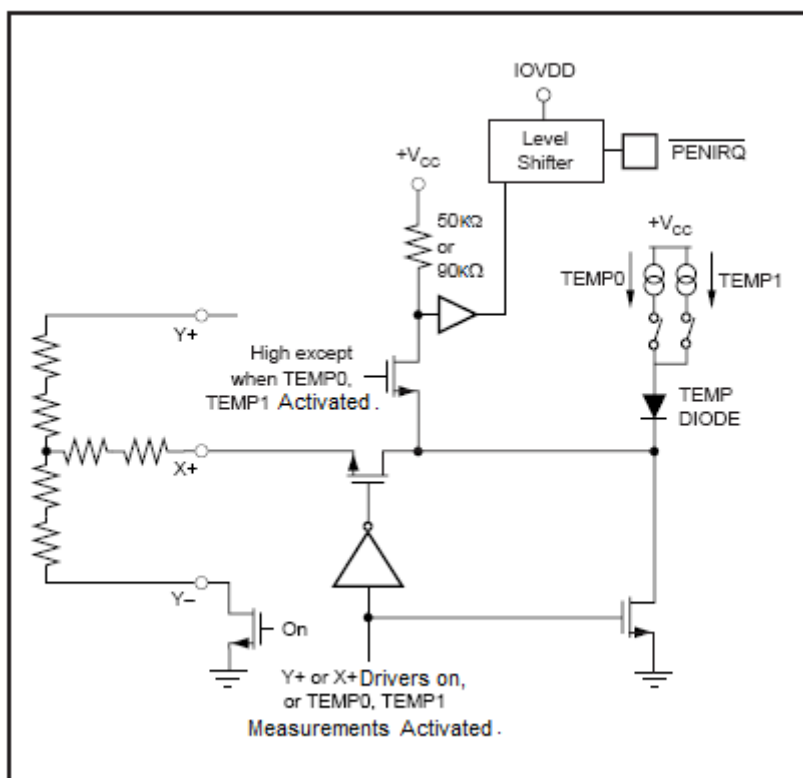 IOVDD
Level
Shifter
PENIRQ
+VCC
50KΩ
or
90KΩ
+VCC
TEMP0
TEMP1
Y+
High except
when TEMP0,
TEMP1 Activated .
TEMP
DIODE
X+
Y–
On
Y+ or X+ Drivers on,
or TEMP0, TEMP1
Measurements Activated .